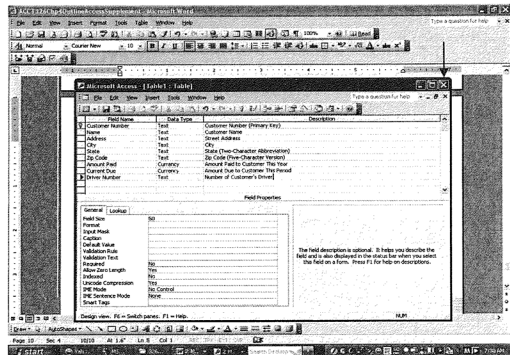 ACCT126Chp4OutlineAccessSupplement - Microsoft Word
File Edit View Insert Format Tools Table Window Help
Type a question for help
100% Read
Normal Courier New 10 B I U
Microsoft Access - [Table1 : Table]
File Edit View Insert Tools Window Help
Type a question for help
Field Name Data Type Description
Customer Number Text Customer Number (Primary Key)
Name Text Customer Name
Address Text Street Address
City Text City
State Text State (Two-Character Abbreviation)
Zip Code Text Zip Code (Five-Character Version)
Amount Paid Currency Amount Paid to Customer This Year
Current Due Currency Amount Due to Customer This Period
Driver Number Text Number of Customer's Driver
Field Properties
General Lookup
Field Size 50
Format
Input Mask
Caption
Default Value
Validation Rule
Validation Text
Required No
Allow Zero Length Yes
Indexed No
Unicode Compression Yes
IME Mode No Control
IME Sentence Mode None
Smart Tags
The field description is optional. It helps you describe the
field and is also displayed in the status bar when you select
this field on a form. Press F1 for help on descriptions.
Design view. F6 = Switch panes. F1 = Help. NUM
Draw AutoShapes
Page 10 Sec 4 10/10 At 1.6" Ln 5 Col 1
start